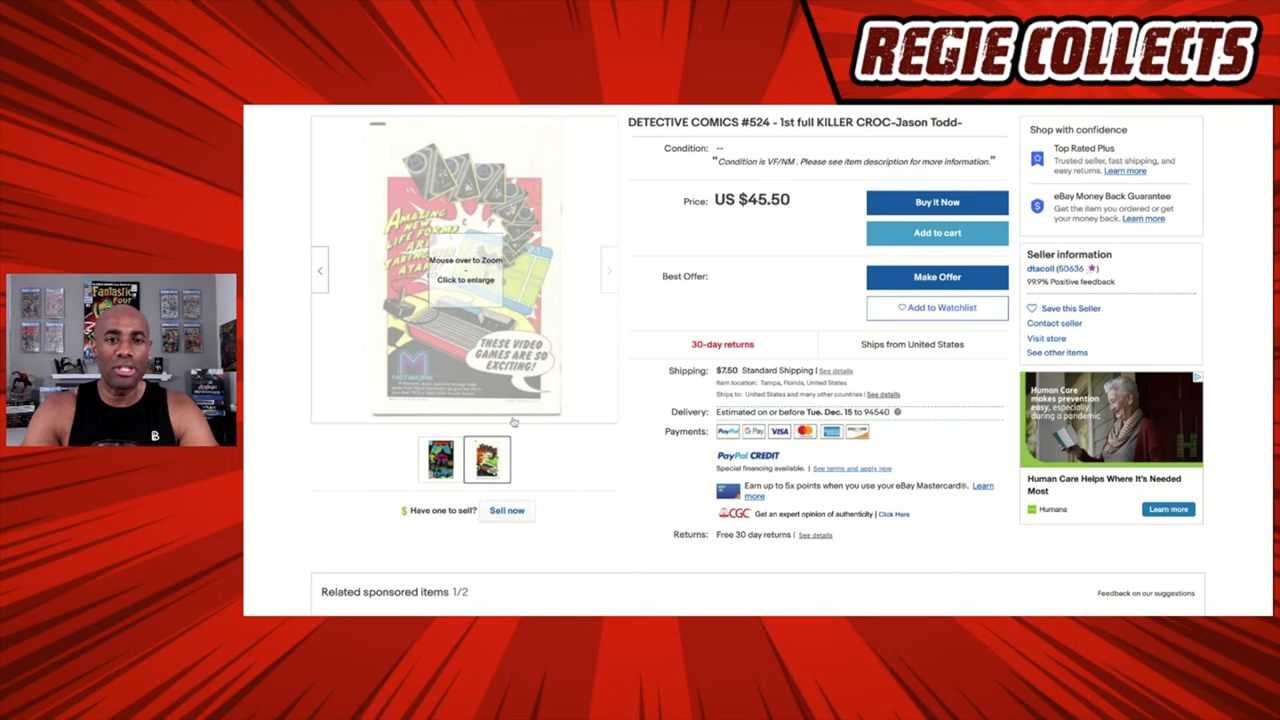 REGIE COLLECTS
DETECTIVE COMICS #524 - 1st full KILLER CROC-Jason Todd-
Condition: --
"Condition is VF/NM . Please see item description for more information."
Price: US $45.50
Buy It Now
Add to cart
Best Offer:
Make Offer
Add to Watchlist
30-day returns
Ships from United States
Shipping: $7.50 Standard Shipping | See details
Item location: Tampa, Florida, United States
Ships to: United States and many other countries | See details
Delivery: Estimated on or before Tue. Dec. 15 to 94540
Payments: PayPal G Pay VISA
PayPal CREDIT
Special financing available. | See terms and apply now
Earn up to 5x points when you use your eBay Mastercard®. Learn
more
CGC Get an expert opinion of authenticity | Click Here
Returns: Free 30 day returns | See details
Shop with confidence
Top Rated Plus
Trusted seller, fast shipping, and
easy returns. Learn more
eBay Money Back Guarantee
Get the item you ordered or get
your money back. Learn more
Seller information
dtacoll (50636)
99.9% Positive feedback
Save this Seller
Contact seller
Visit store
See other items
Human Care
makes prevention
easy, especially
during a pandemic
Human Care Helps Where It's Needed
Most
Humana
Learn more
AMAZING
LIFE FORMS
ARE
TAKING
ATARI
Mouse over to Zoom
-
Click to enlarge
THESE VIDEO
GAMES ARE SO
EXCITING!
M
NETWORK
$ Have one to sell? Sell now
Related sponsored items 1/2
Feedback on our suggestions
Fantastic
Four
B